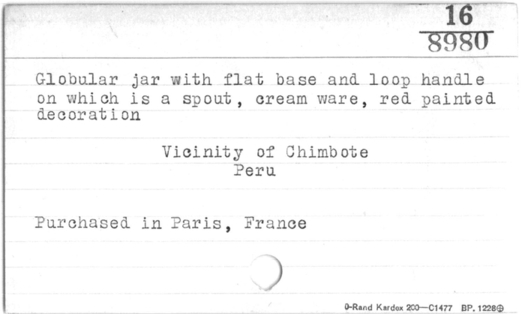 16
8980
Globular jar with flat base and loop handle
on which is a spout, cream ware, red painted
decoration
Vicinity of Chimbote
Peru
Purchased in Paris, France
0-Rand Kardex 200—C1477 BP. 1228